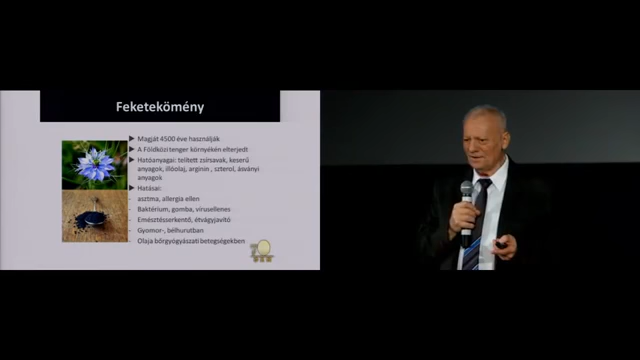 Feketekömény
Magját 4500 éve használják
A Földközi tenger környékén elterjedt
Hatóanyagai: telített zsírsavak, keserű
anyagok, illóolaj, arginin , szterol, ásványi
anyagok
Hatásai:
- asztma, allergia ellen
- Baktérium, gomba, vírusellenes
- Emésztésserkentő, étvágyjavító
- Gyomor-, bélhurutban
- Olaja bőrgyógyászati betegségekben